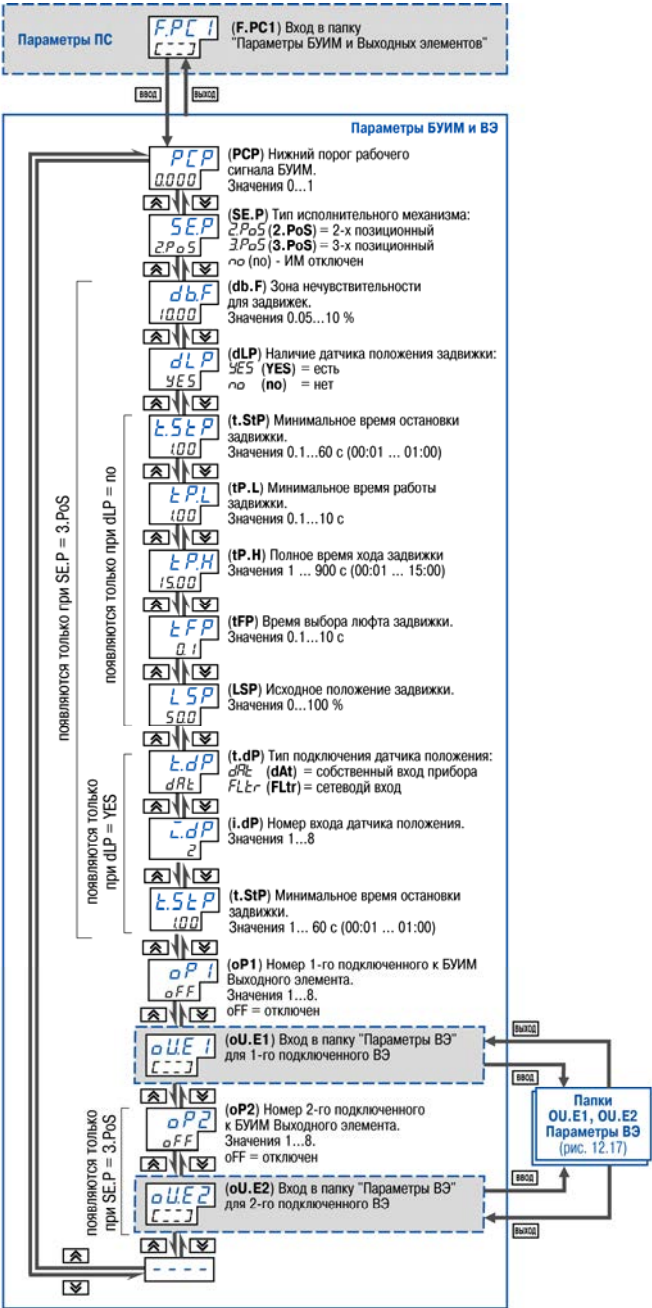 Параметры ПС
F.PC1
[---]
(F.PC1) Вход в папку
"Параметры БУИМ и Выходных элементов"
ВВОД
ВЫХОД
Параметры БУИМ и ВЭ
PCP
0.000
(PCP) Нижний порог рабочего
сигнала БУИМ.
Значения 0...1
SE.P
2.PoS
(SE.P) Тип исполнительного механизма:
2.PoS (2.PoS) = 2-х позиционный
3.PoS (3.PoS) = 3-х позиционный
no (no) - ИМ отключен
db.F
10.00
(db.F) Зона нечувствительности
для задвижек.
Значения 0.05...10 %
dLP
YES
(dLP) Наличие датчика положения задвижки:
YES (YES) = есть
no (no) = нет
t.StP
1.00
(t.StP) Минимальное время остановки
задвижки.
Значения 0.1...60 с (00:01 ... 01:00)
tP.L
1.00
(tP.L) Минимальное время работы
задвижки.
Значения 0.1...10 с
tP.H
15.00
(tP.H) Полное время хода задвижки
Значения 1 ... 900 с (00:01 ... 15:00)
tFP
0.1
(tFP) Время выбора люфта задвижки.
Значения 0.1...10 с
LSP
50.0
(LSP) Исходное положение задвижки.
Значения 0...100 %
t.dP
dAt
(t.dP) Тип подключения датчика положения:
dAt (dAt) = собственный вход прибора
FLtr (FLtr) = сетеводй вход
i.dP
2
(i.dP) Номер входа датчика положения.
Значения 1...8
t.StP
1.00
(t.StP) Минимальное время остановки
задвижки.
Значения 1... 60 с (00:01 ... 01:00)
появляются только при SE.P = 3.PoS
появляются только при dLP = no
появляются только
при dLP = YES
oP1
oFF
(oP1) Номер 1-го подключенного к БУИМ
Выходного элемента.
Значения 1...8.
oFF = отключен
oU.E1
[---]
(oU.E1) Вход в папку "Параметры ВЭ"
для 1-го подключенного ВЭ
ВЫХОД
ВВОД
Папки
OU.E1, OU.E2
Параметры ВЭ
(рис. 12.17)
появляются только
при SE.P = 3.PoS
oP2
oFF
(oP2) Номер 2-го подключенного
к БУИМ Выходного элемента.
Значения 1...8.
oFF = отключен
oU.E2
[---]
(oU.E2) Вход в папку "Параметры ВЭ"
для 2-го подключенного ВЭ
ВВОД
ВЫХОД
----